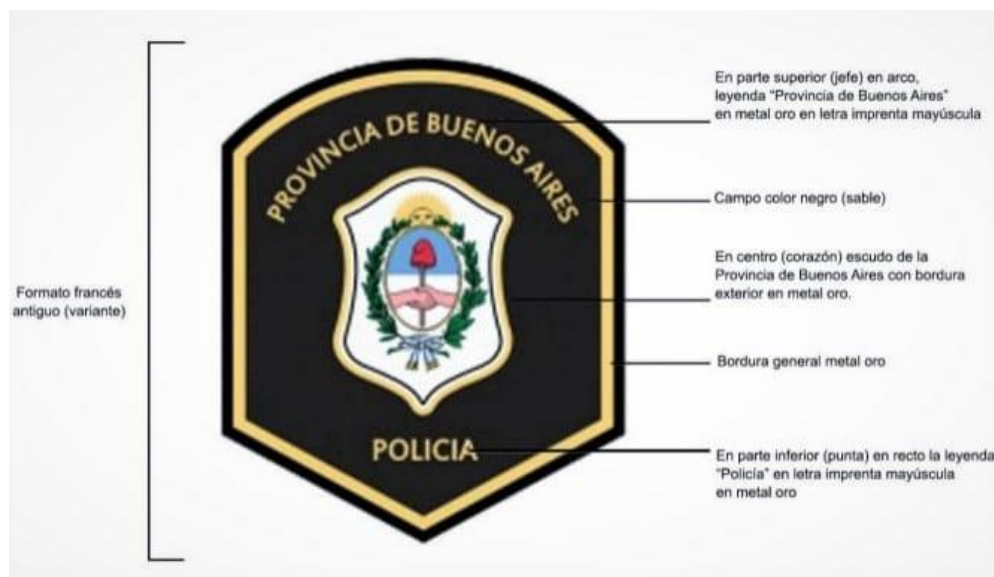 Formato francés
antiguo (variante)
PROVINCIA DE BUENOS AIRES
POLICIA
En parte superior (jefe) en arco,
leyenda "Provincia de Buenos Aires"
en metal oro en letra imprenta mayúscula
Campo color negro (sable)
En centro (corazón) escudo de la
Provincia de Buenos Aires con bordura
exterior en metal oro.
Bordura general metal oro
En parte inferior (punta) en recto la leyenda
"Policía" en letra imprenta mayúscula
en metal oro